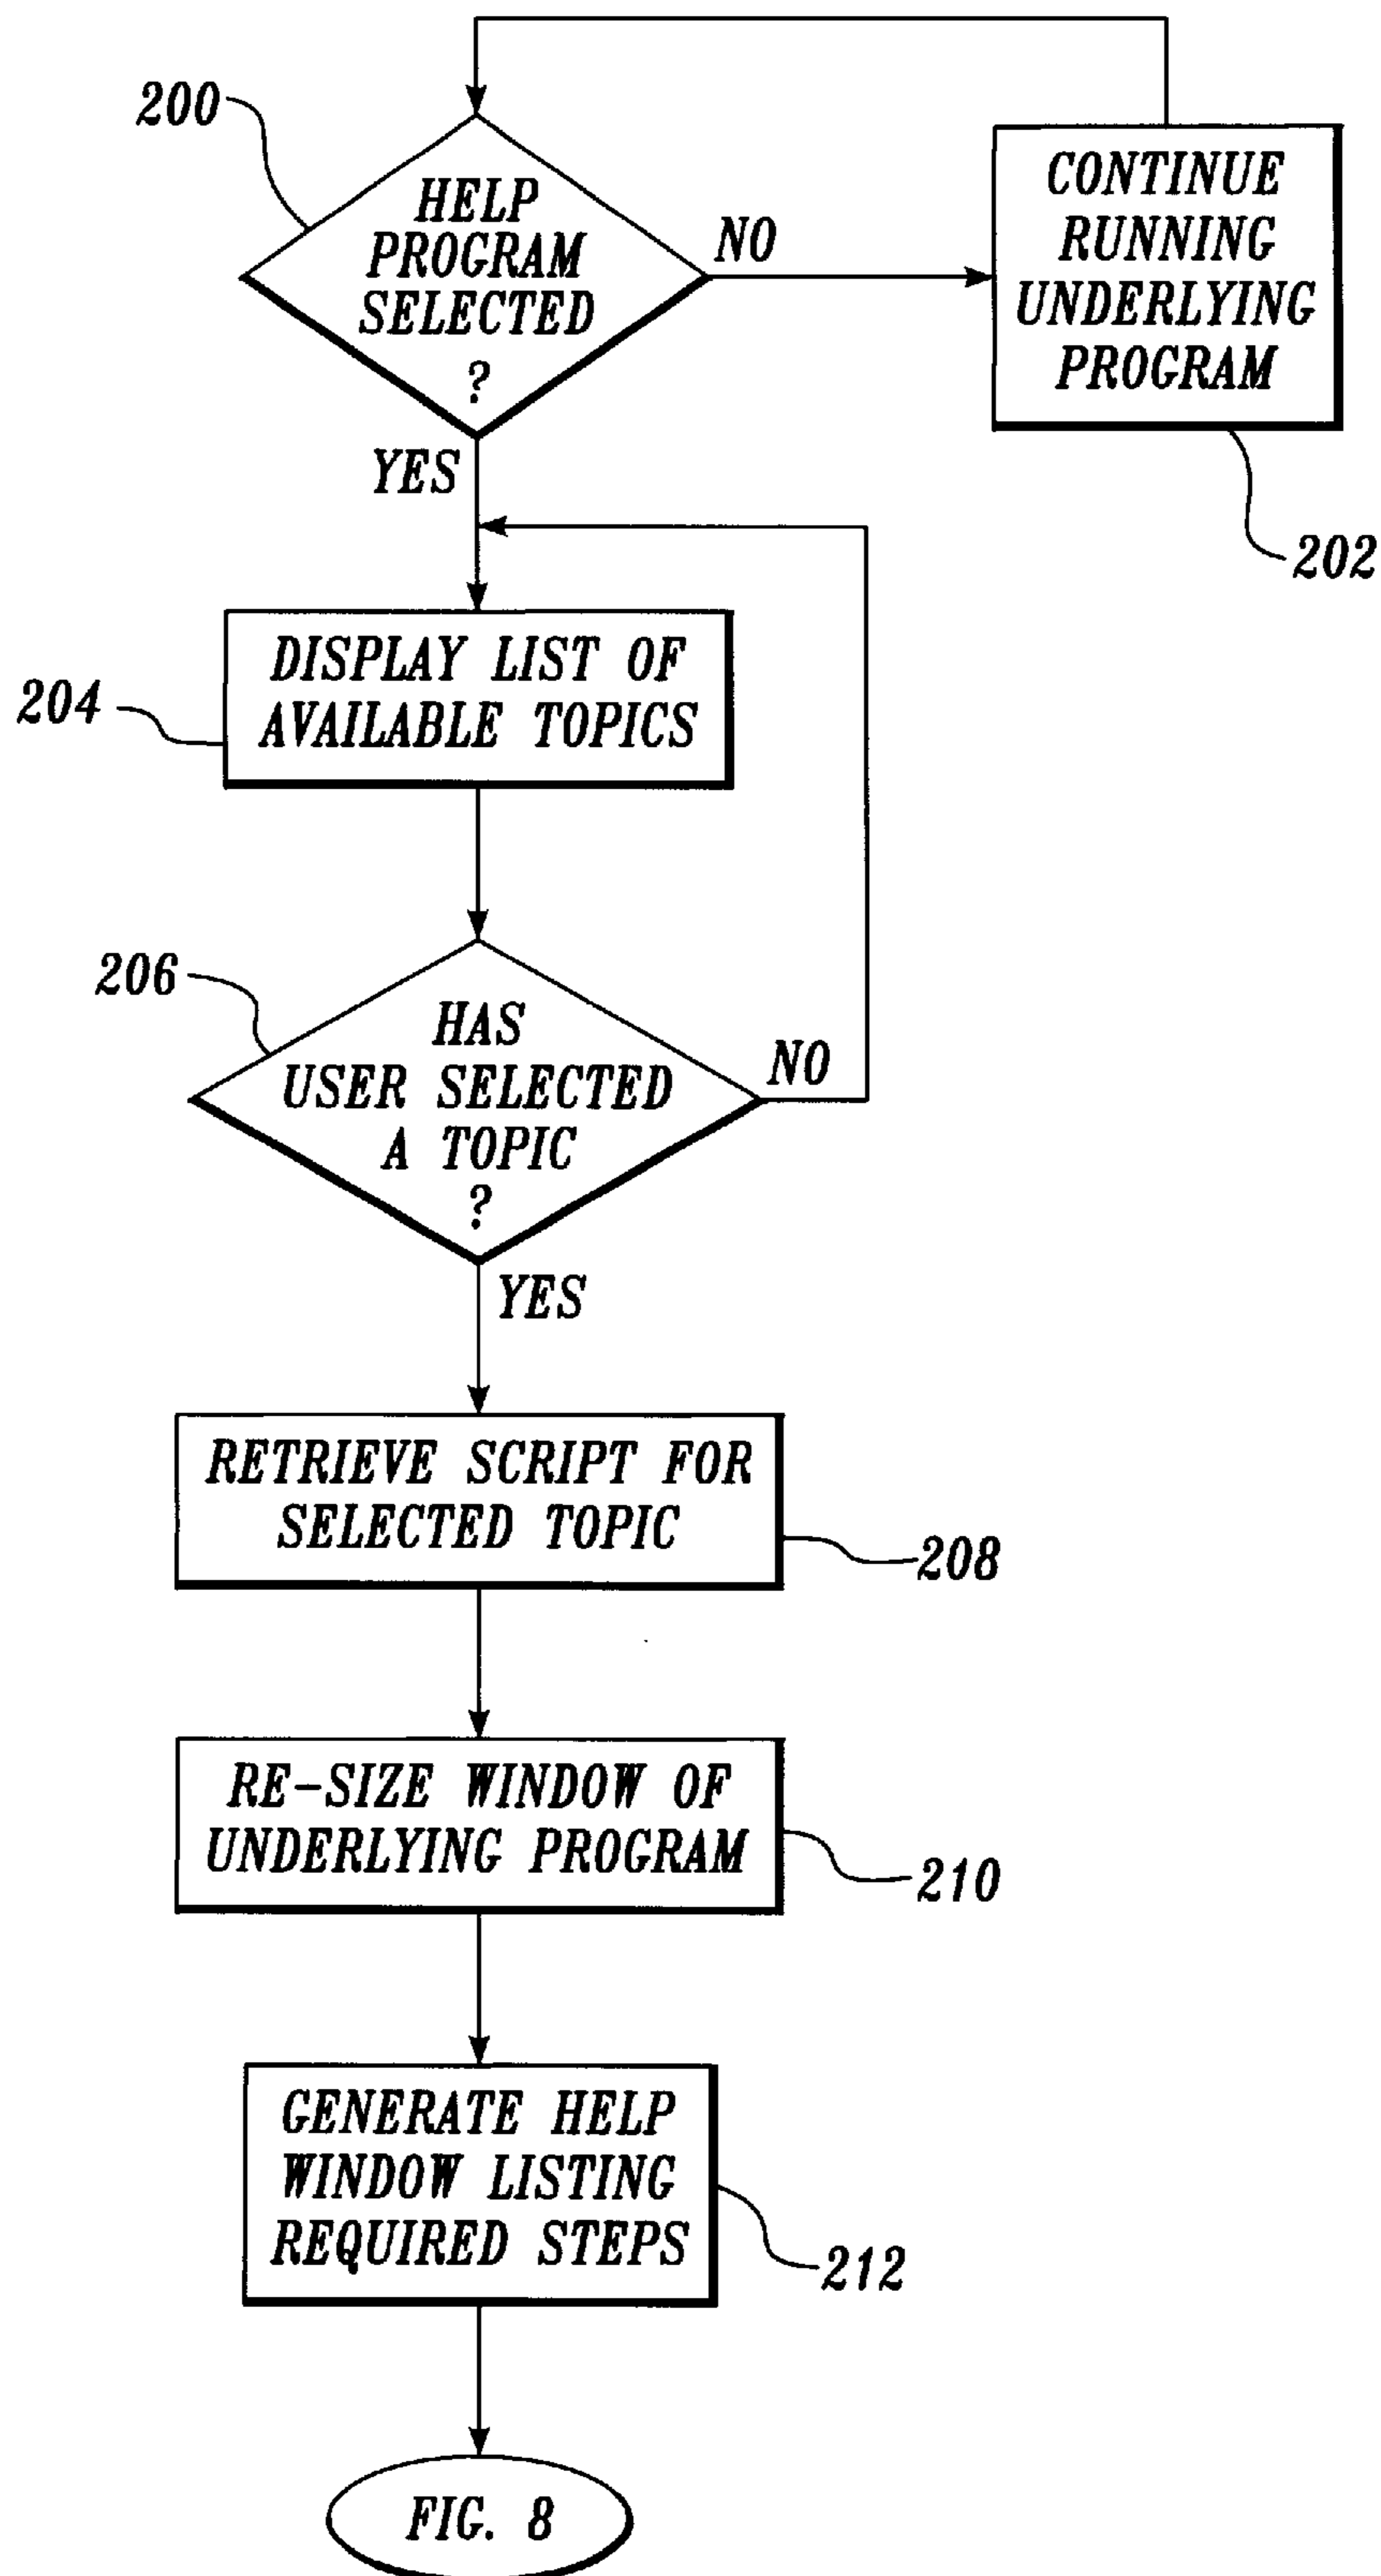 200
HELP
PROGRAM
SELECTED
?
NO
CONTINUE
RUNNING
UNDERLYING
PROGRAM
202
YES
204
DISPLAY LIST OF
AVAILABLE TOPICS
206
HAS
USER SELECTED
A TOPIC
?
NO
YES
RETRIEVE SCRIPT FOR
SELECTED TOPIC
208
RE-SIZE WINDOW OF
UNDERLYING PROGRAM
210
GENERATE HELP
WINDOW LISTING
REQUIRED STEPS
212
FIG. 8